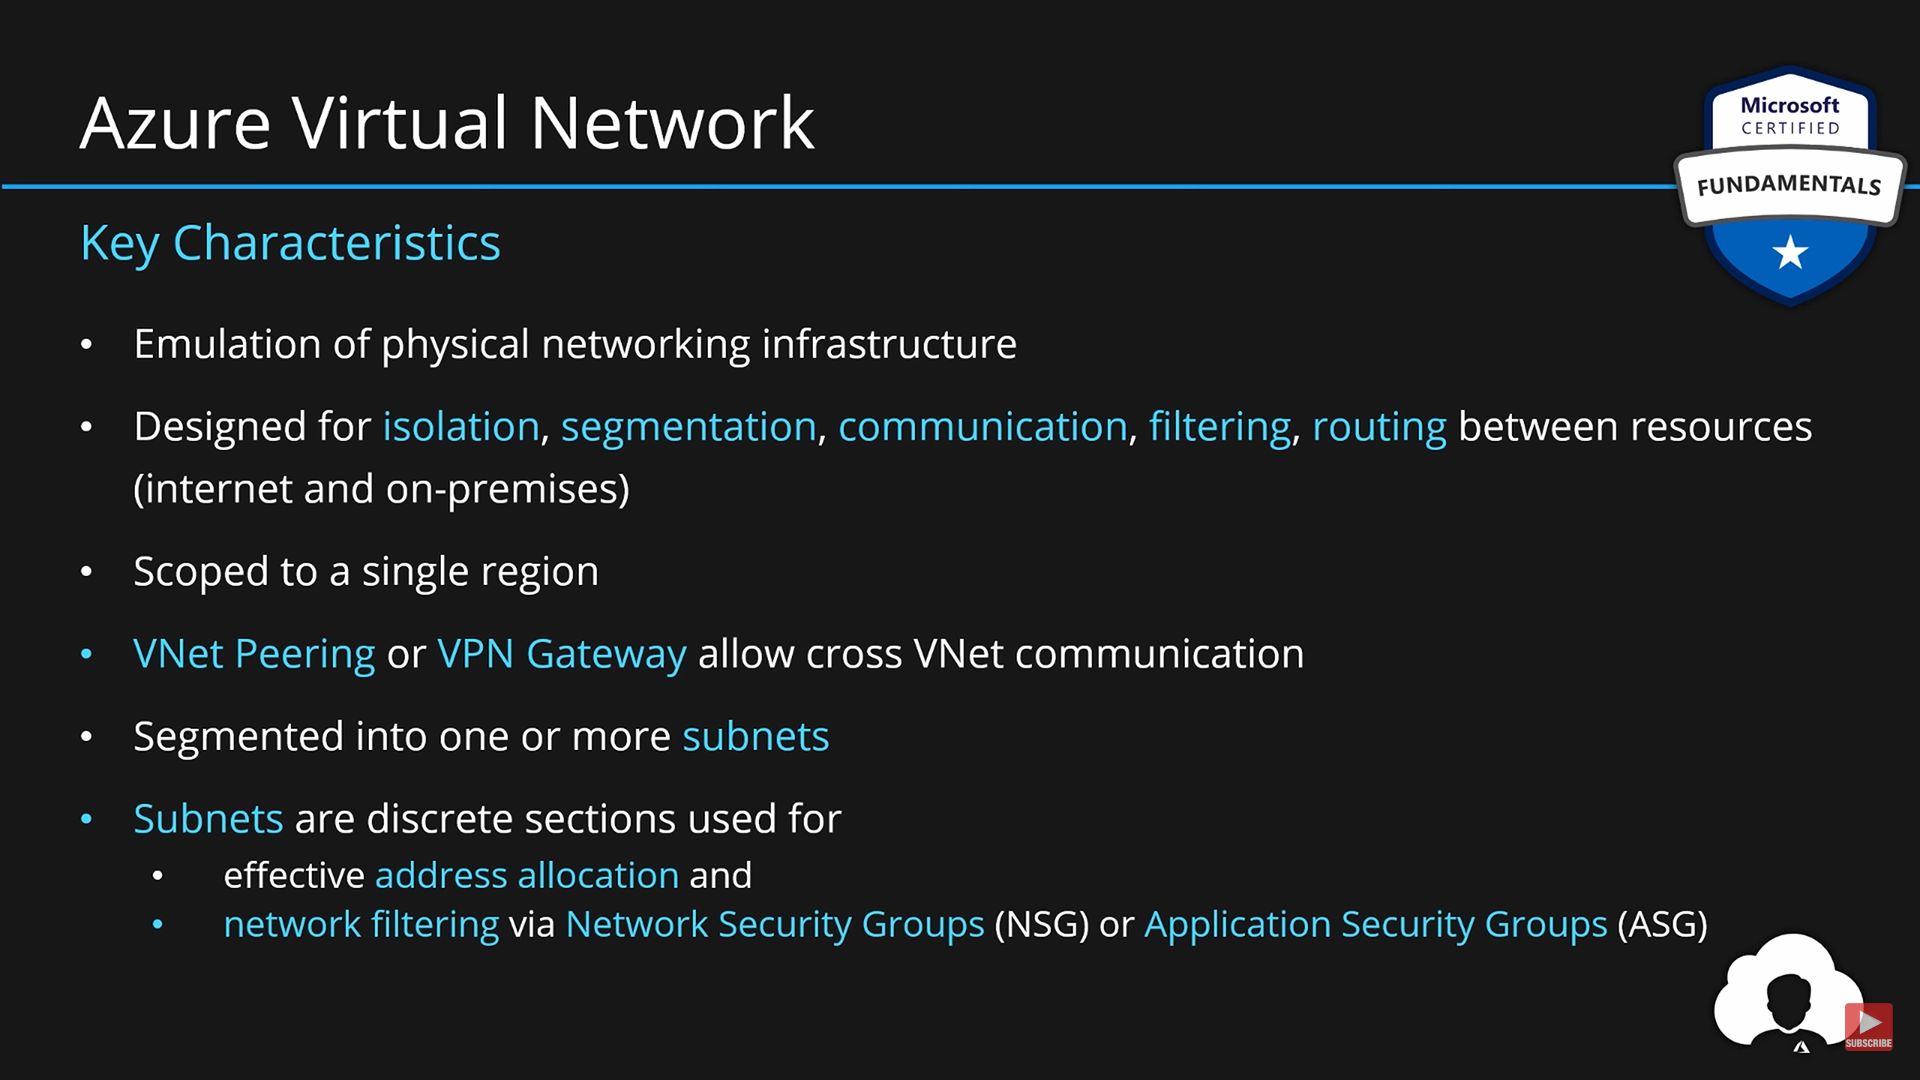 Azure Virtual Network
Microsoft
CERTIFIED
FUNDAMENTALS
Key Characteristics
• Emulation of physical networking infrastructure
• Designed for isolation, segmentation, communication, filtering, routing between resources
(internet and on-premises)
• Scoped to a single region
• VNet Peering or VPN Gateway allow cross VNet communication
• Segmented into one or more subnets
• Subnets are discrete sections used for
• effective address allocation and
• network filtering via Network Security Groups (NSG) or Application Security Groups (ASG)
SUBSCRIBE